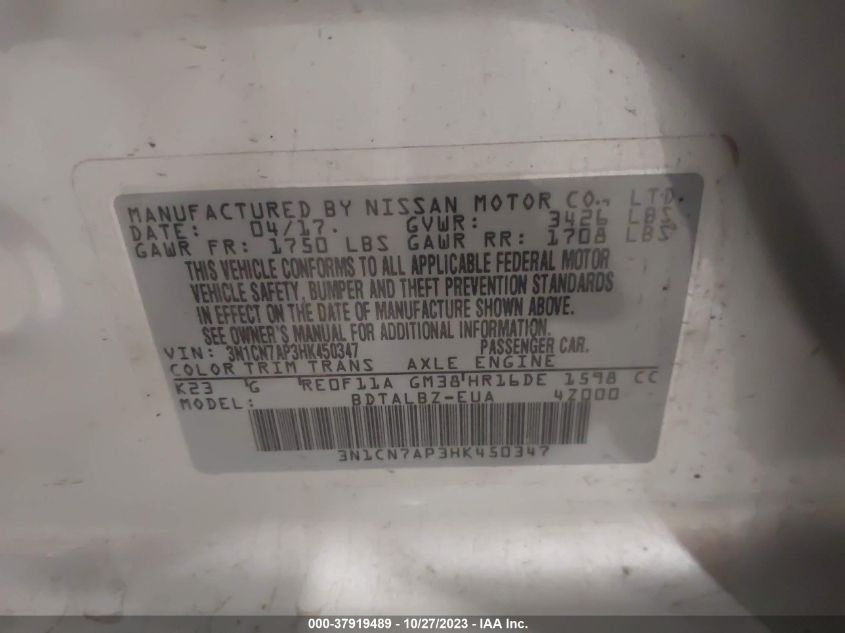 MANUFACTURED BY NISSAN MOTOR CO., LTD.
DATE: 04/17. GVWR: 3426 LBS
GAWR FR: 1750 LBS GAWR RR: 1708 LBS
THIS VEHICLE CONFORMS TO ALL APPLICABLE FEDERAL MOTOR
VEHICLE SAFETY, BUMPER AND THEFT PREVENTION STANDARDS
IN EFFECT ON THE DATE OF MANUFACTURE SHOWN ABOVE.
SEE OWNER'S MANUAL FOR ADDITIONAL INFORMATION.
VIN: 3N1CN7AP3HK450347 PASSENGER CAR.
COLOR TRIM TRANS AXLE ENGINE
K23 G RE0F11A GM38 HR16DE 1598 CC
MODEL: BDTALBZ-EUA 4Z000
3N1CN7AP3HK450347
000-37919489 - 10/27/2023 - IAA Inc.